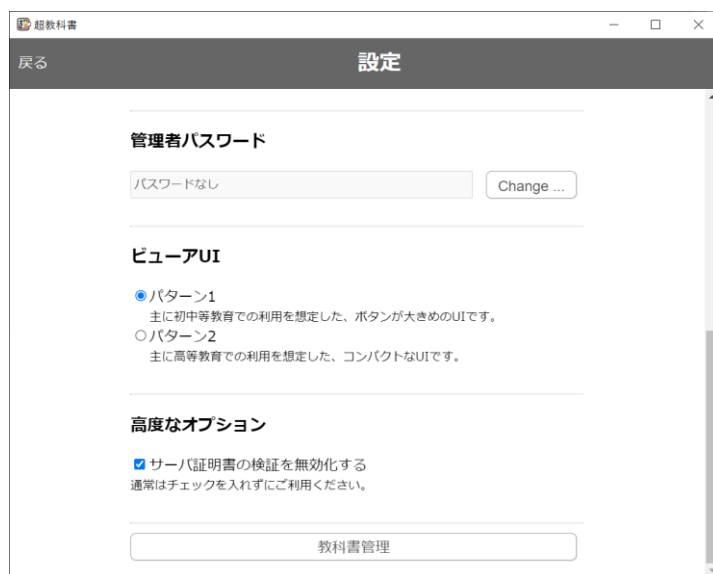 超教科書
戻る
設定
管理者パスワード
パスワードなし
Change ...
ビューアUI
パターン1
主に初中等教育での利用を想定した、ボタンが大きめのUIです。
パターン2
主に高等教育での利用を想定した、コンパクトなUIです。
高度なオプション
サーバ証明書の検証を無効化する
通常はチェックを入れずにご利用ください。
教科書管理